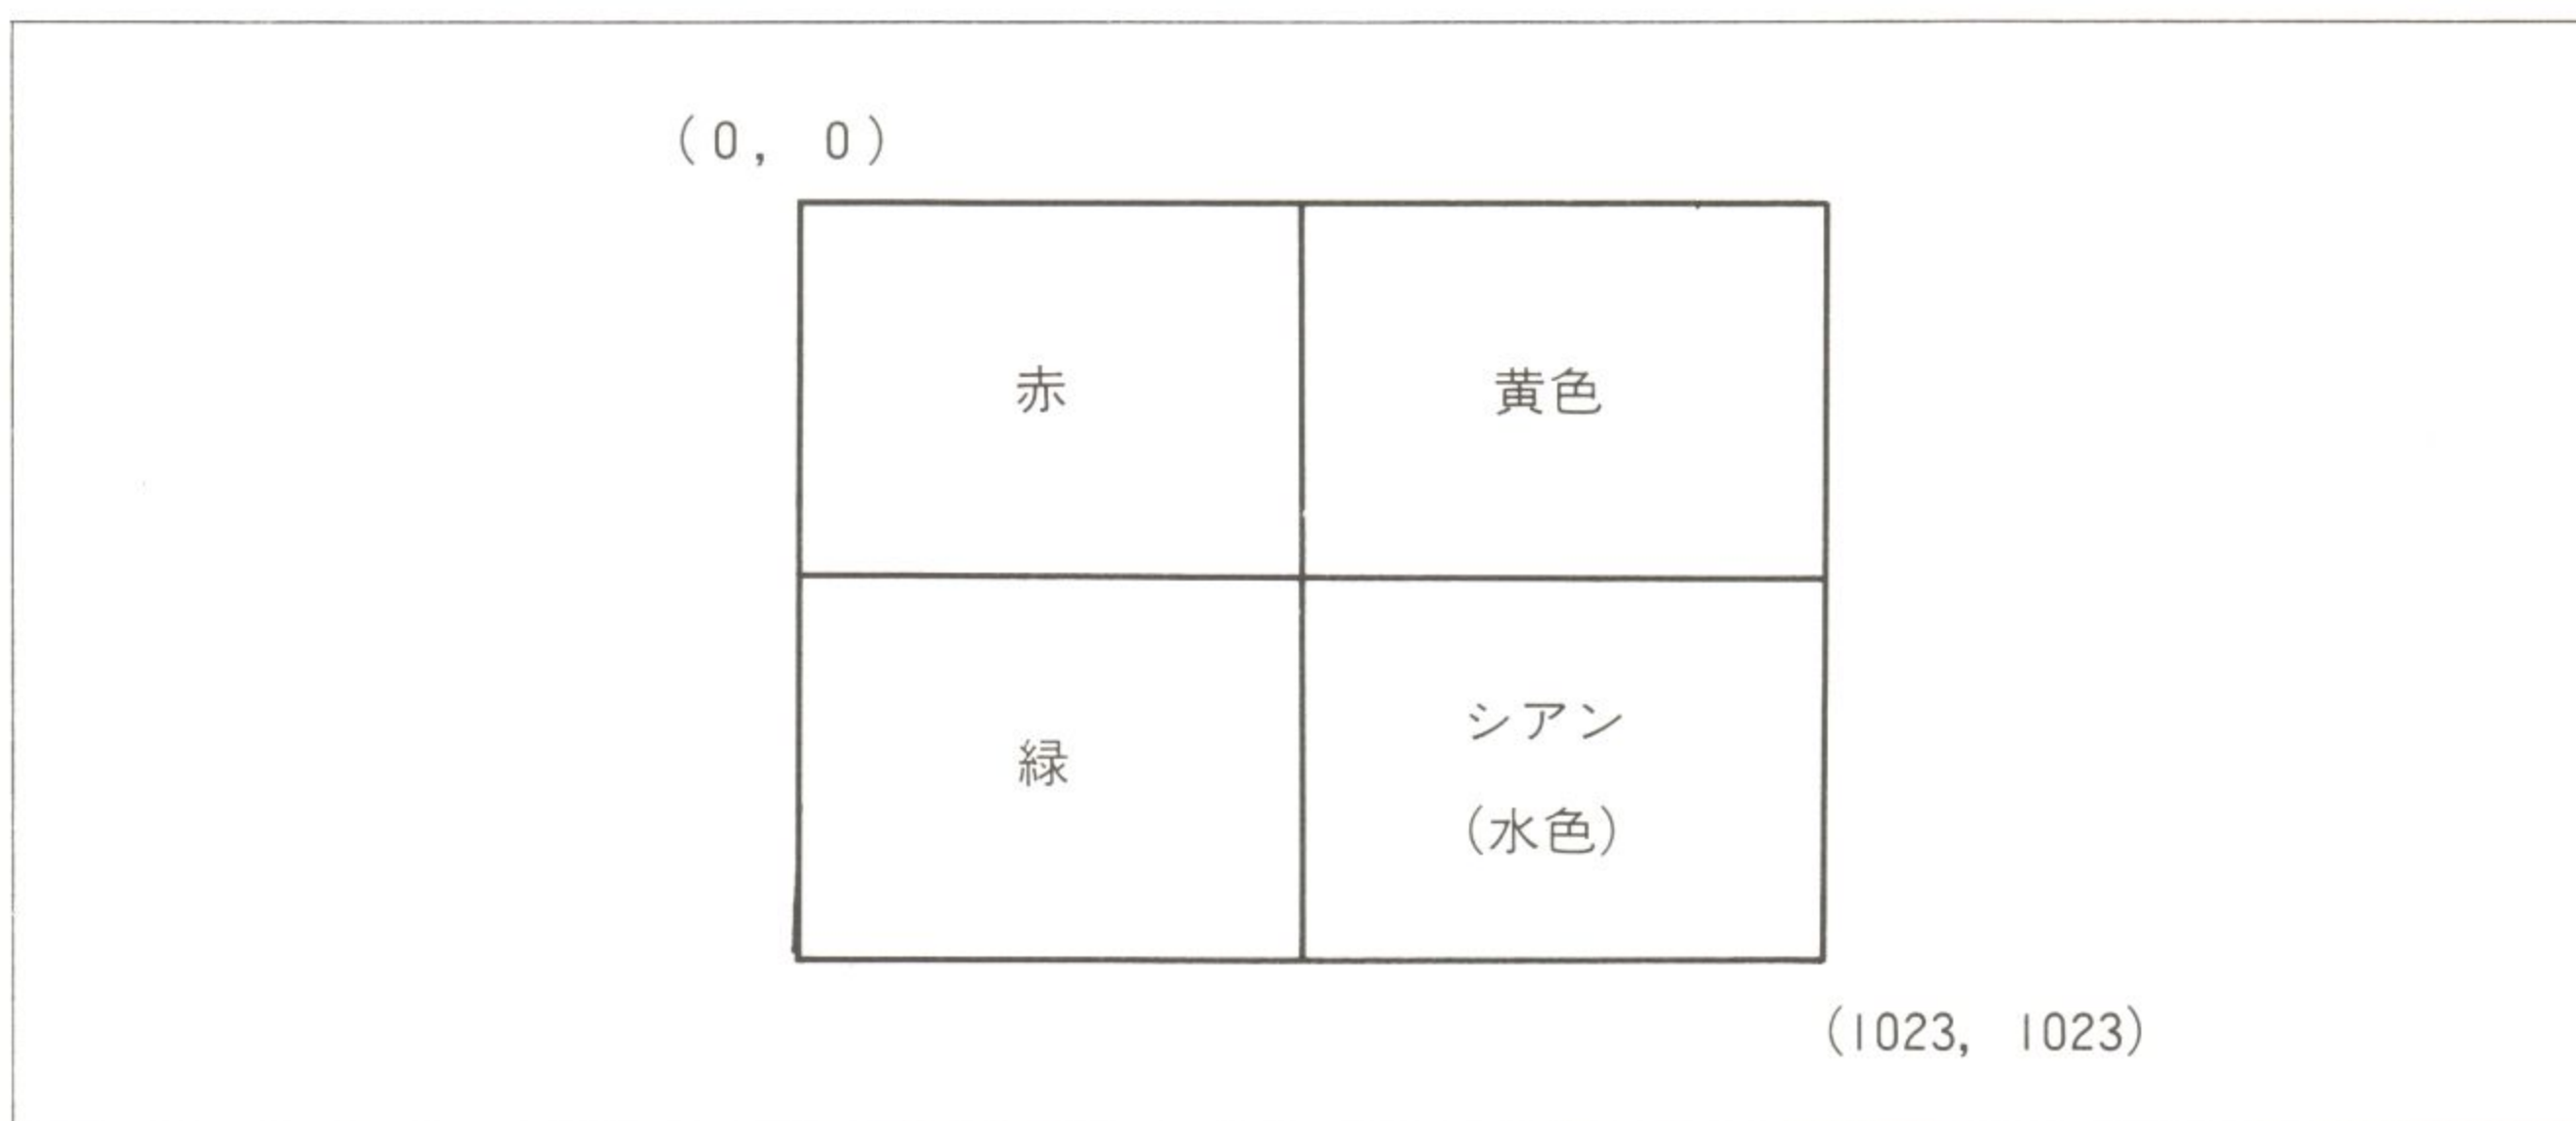 (0, 0)
赤
黄色
緑
シアン
(水色)
(1023, 1023)